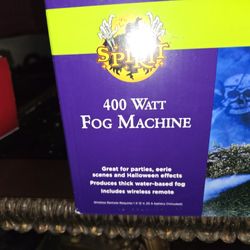 SPIRIT
400 WATT
FOG MACHINE
Great for parties, eerie
scenes and Halloween effects
Produces thick water-based fog
Includes wireless remote